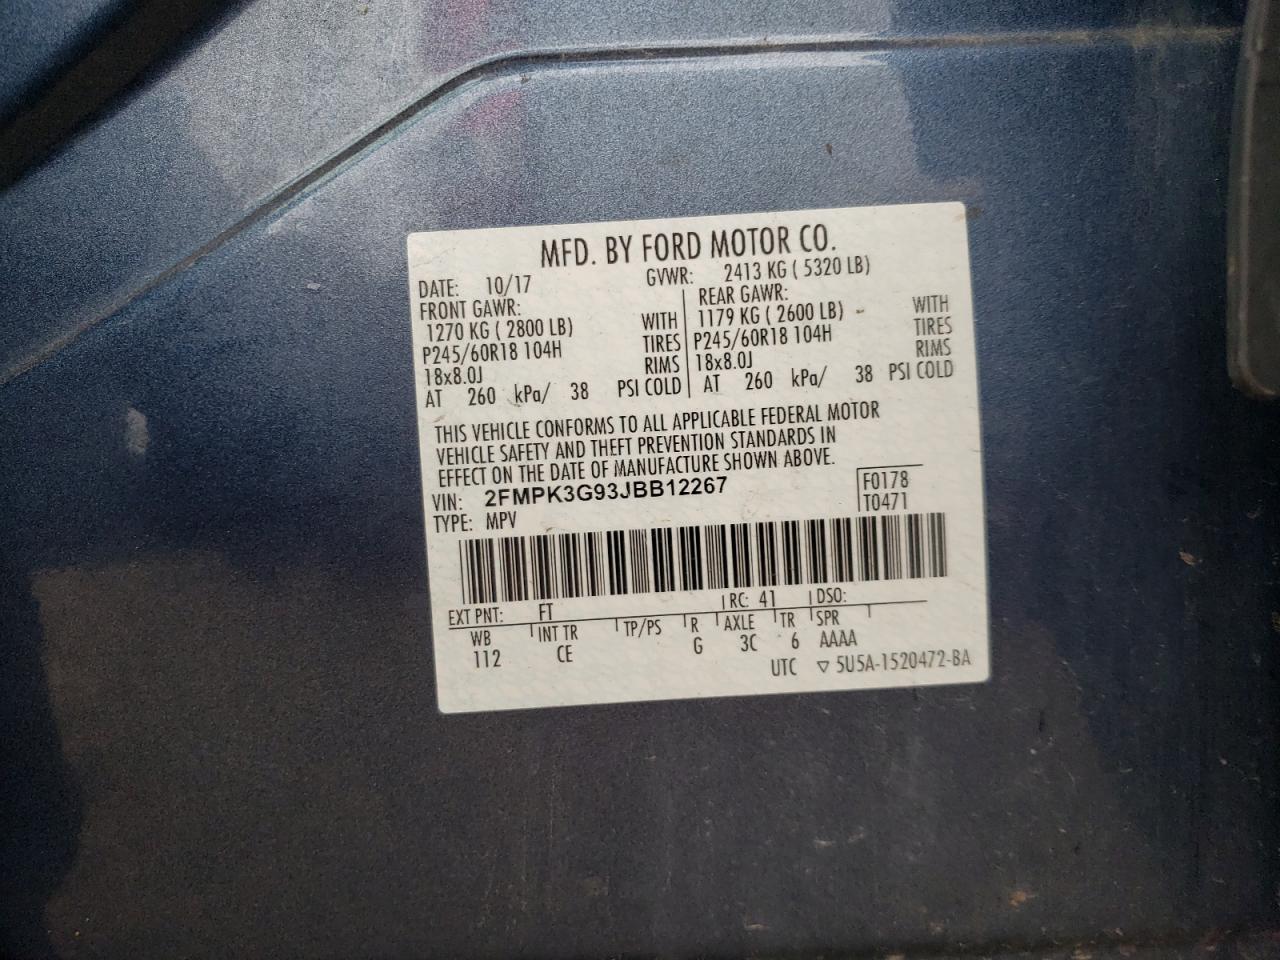 MFD. BY FORD MOTOR CO.
DATE: 10/17 GVWR: 2413 KG ( 5320 LB)
FRONT GAWR: REAR GAWR:
1270 KG ( 2800 LB) WITH 1179 KG ( 2600 LB) WITH
P245/60R18 104H TIRES P245/60R18 104H TIRES
18x8.0J RIMS 18x8.0J RIMS
AT 260 kPa/ 38 PSI COLD AT 260 kPa/ 38 PSI COLD
THIS VEHICLE CONFORMS TO ALL APPLICABLE FEDERAL MOTOR
VEHICLE SAFETY AND THEFT PREVENTION STANDARDS IN
EFFECT ON THE DATE OF MANUFACTURE SHOWN ABOVE.
VIN: 2FMPK3G93JBB12267 F0178
TYPE: MPV T0471
EXT PNT: FT RC: 41 DSO:
WB INT TR TP/PS R AXLE TR SPR
112 CE G 3C 6 AAAA
UTC ▽ 5U5A-1520472-BA